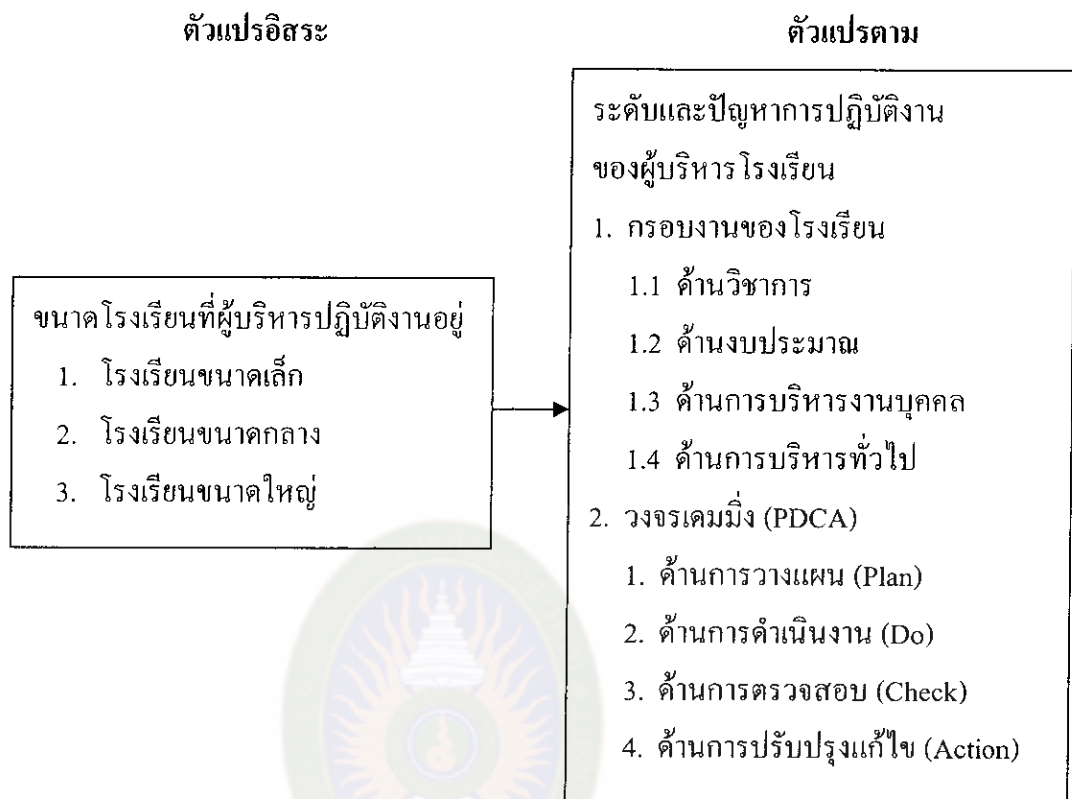 ตัวแปรอิสระ
ตัวแปรตาม
ขนาดโรงเรียนที่ผู้บริหารปฏิบัติงานอยู่
1. โรงเรียนขนาดเล็ก
2. โรงเรียนขนาดกลาง
3. โรงเรียนขนาดใหญ่
ระดับและปัญหาการปฏิบัติงาน
ของผู้บริหารโรงเรียน
1. กรอบงานของโรงเรียน
1.1 ด้านวิชาการ
1.2 ด้านงบประมาณ
1.3 ด้านการบริหารงานบุคคล
1.4 ด้านการบริหารทั่วไป
2. วงจรเดมมิ่ง (PDCA)
1. ด้านการวางแผน (Plan)
2. ด้านการดำเนินงาน (Do)
3. ด้านการตรวจสอบ (Check)
4. ด้านการปรับปรุงแก้ไข (Action)